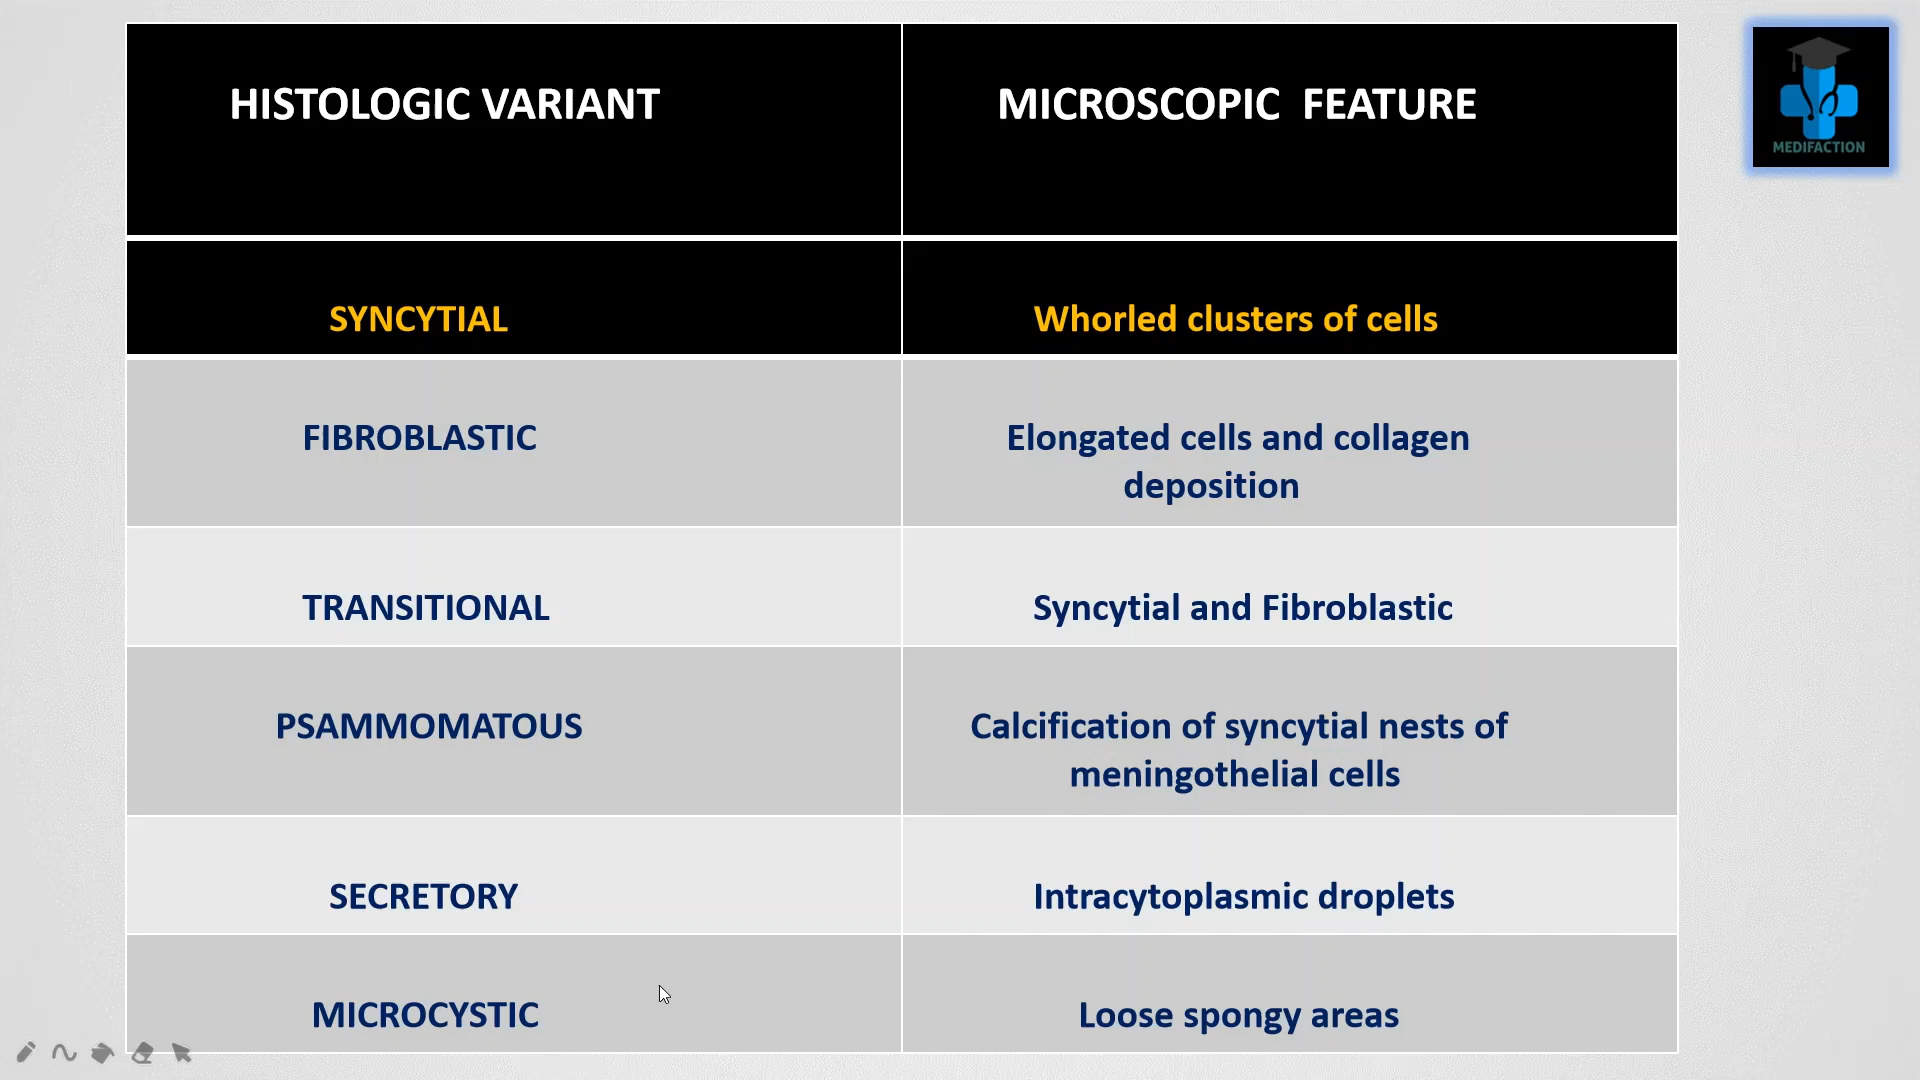 HISTOLOGIC VARIANT
MICROSCOPIC FEATURE
MEDIFACTION
SYNCYTIAL
Whorled clusters of cells
FIBROBLASTIC
Elongated cells and collagen
deposition
TRANSITIONAL
Syncytial and Fibroblastic
PSAMMOMATOUS
Calcification of syncytial nests of
meningothelial cells
SECRETORY
Intracytoplasmic droplets
MICROCYSTIC
Loose spongy areas